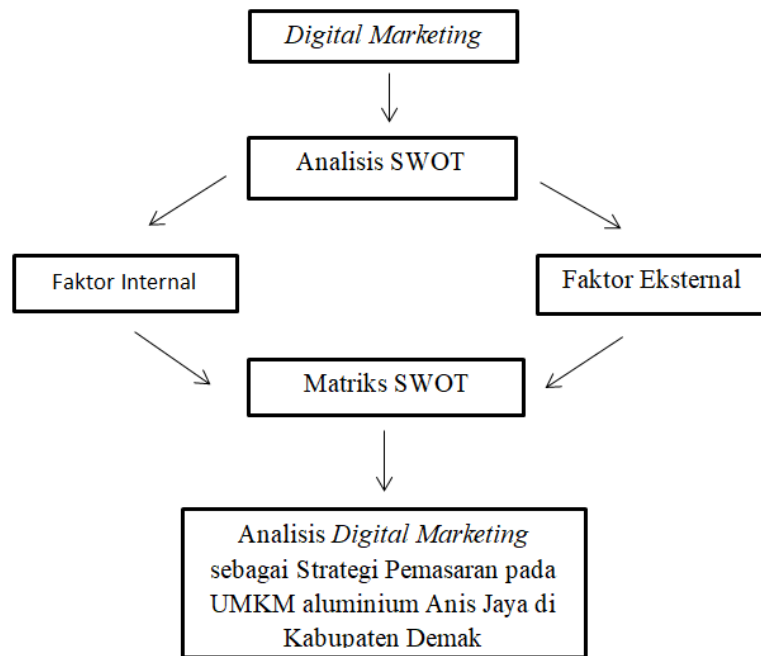 Digital Marketing
Analisis SWOT
Faktor Internal
Faktor Eksternal
Matriks SWOT
Analisis Digital Marketing
sebagai Strategi Pemasaran pada
UMKM aluminium Anis Jaya di
Kabupaten Demak